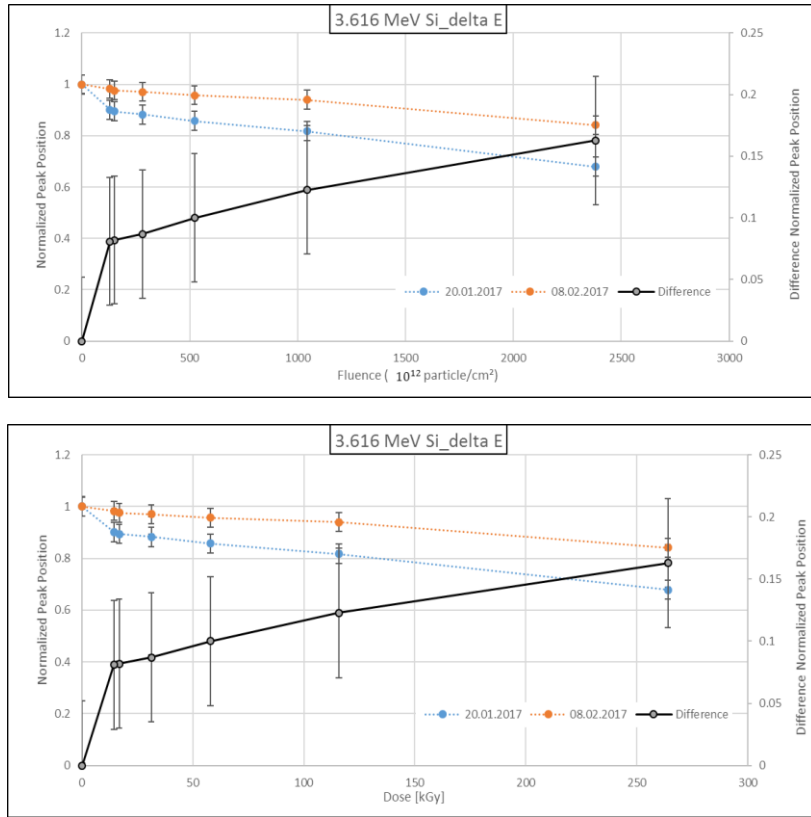 3.616 MeV Si_delta E
1.2
1
0.8
0.6
0.4
0.2
0
0.25
0.2
0.15
0.1
0.05
0
Normalized Peak Position
Difference Normalized Peak Position
20.01.2017 08.02.2017 Difference
0 500 1000 1500 2000 2500 3000
Fluence ( 10¹² particle/cm²)
3.616 MeV Si_delta E
1.2
1
0.8
0.6
0.4
0.2
0
0.25
0.2
0.15
0.1
0.05
0
Normalized Peak Position
Difference Normalized Peak Position
20.01.2017 08.02.2017 Difference
0 50 100 150 200 250 300
Dose [kGy]